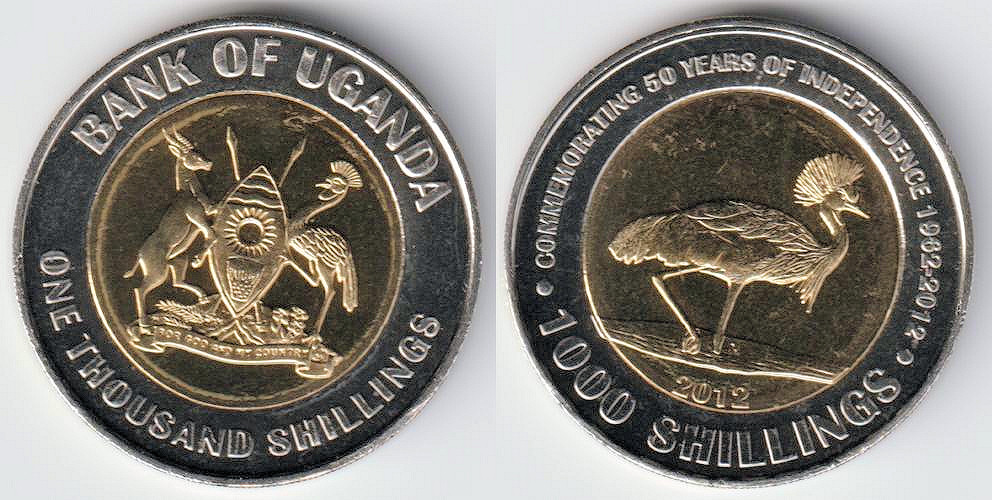 BANK OF UGANDA
FOR GOD AND MY COUNTRY
ONE THOUSAND SHILLINGS
• COMMEMORATING 50 YEARS OF INDEPENDENCE 1962-2012 •
2012
1000 SHILLINGS